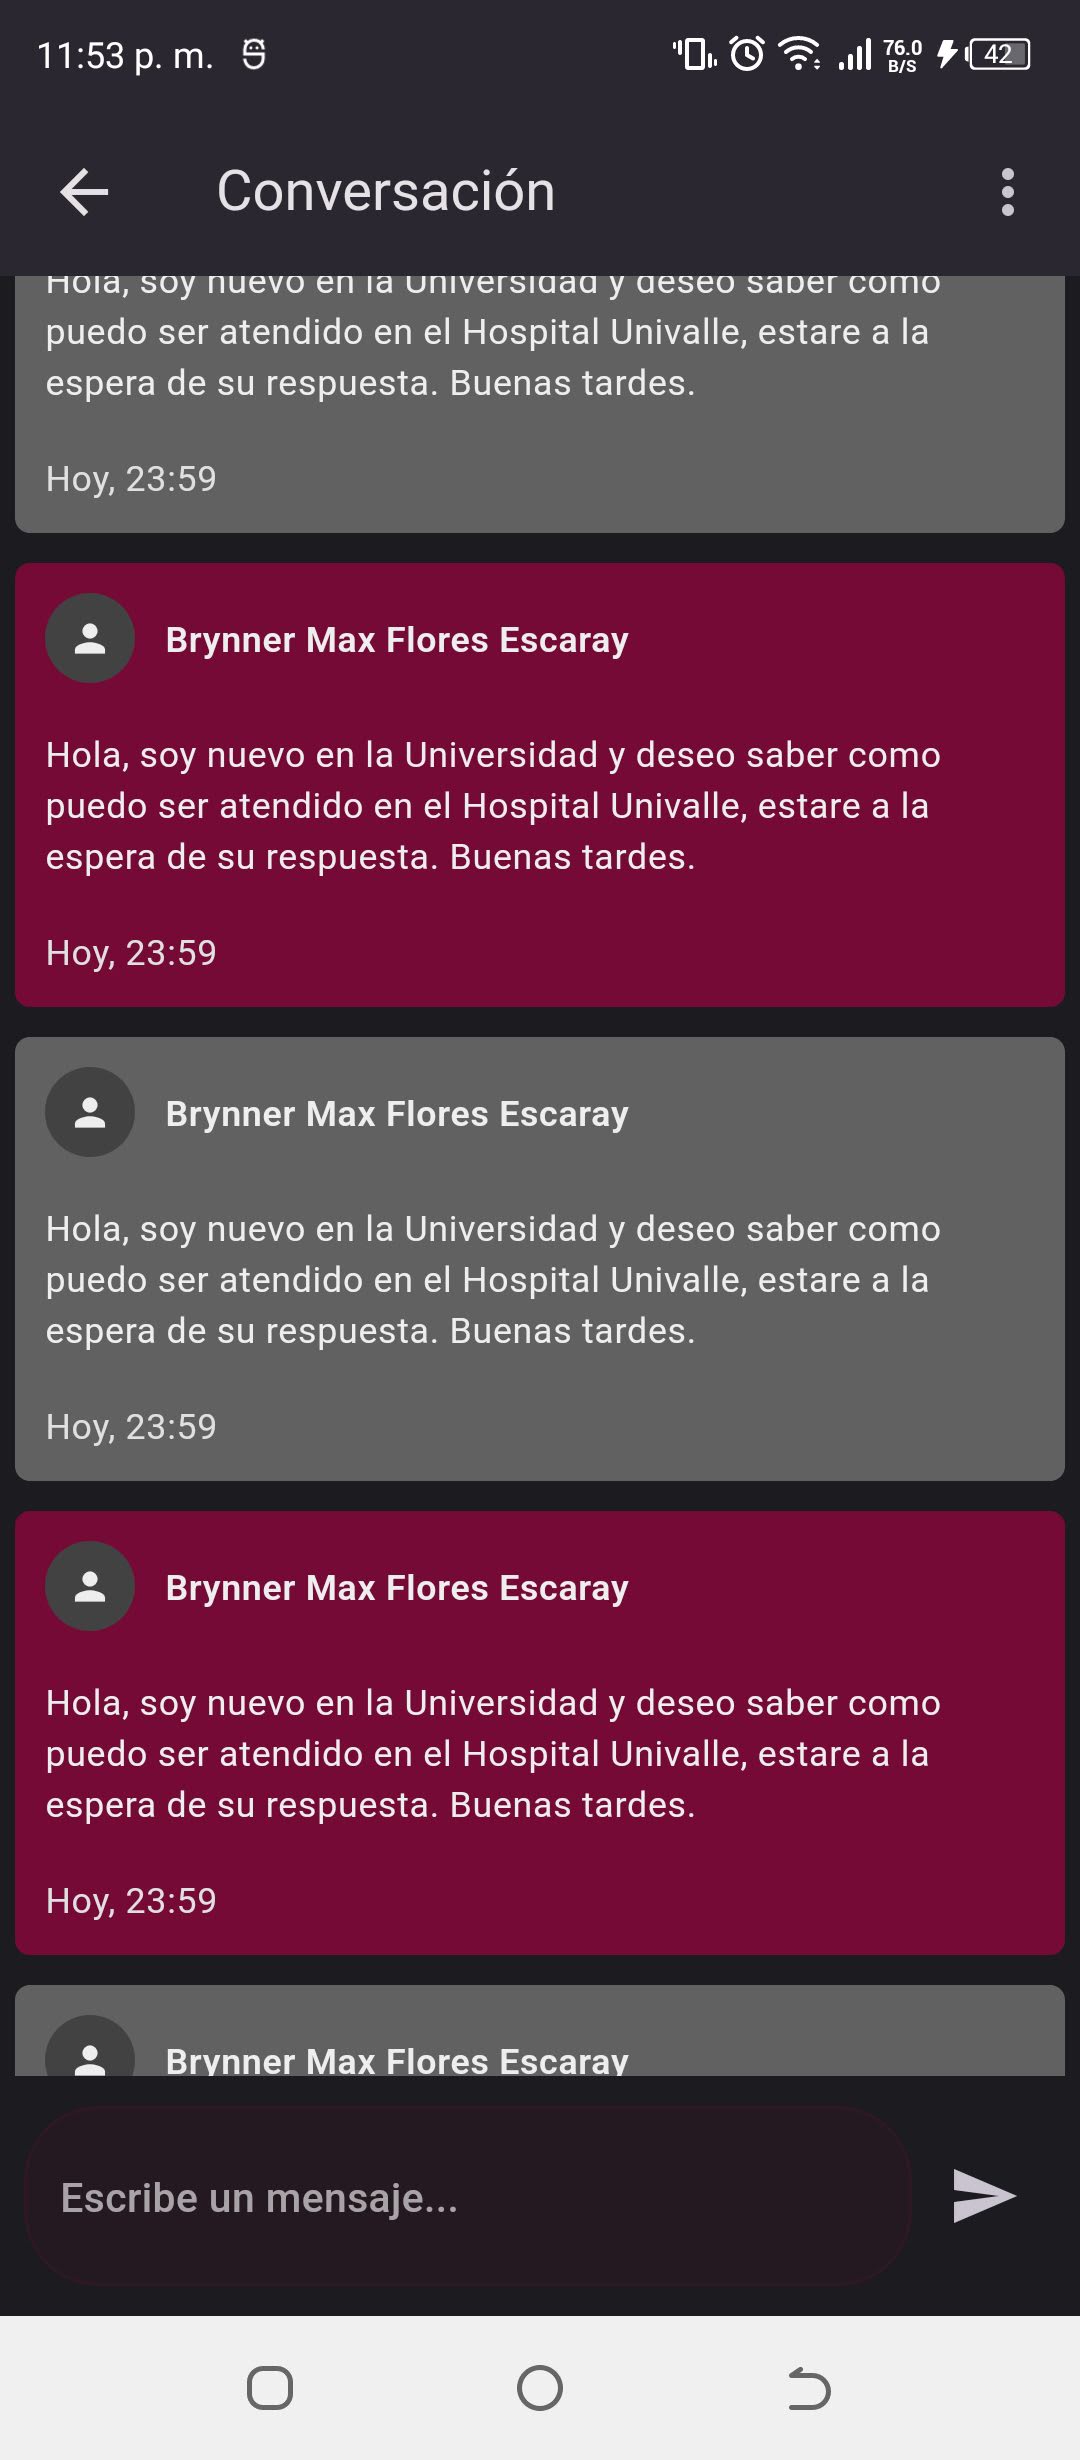 11:53 p. m.
76.0
B/S
42
Conversación
Hola, soy nuevo en la Universidad y deseo saber como
puedo ser atendido en el Hospital Univalle, estare a la
espera de su respuesta. Buenas tardes.
Hoy, 23:59
Brynner Max Flores Escaray
Hola, soy nuevo en la Universidad y deseo saber como
puedo ser atendido en el Hospital Univalle, estare a la
espera de su respuesta. Buenas tardes.
Hoy, 23:59
Brynner Max Flores Escaray
Hola, soy nuevo en la Universidad y deseo saber como
puedo ser atendido en el Hospital Univalle, estare a la
espera de su respuesta. Buenas tardes.
Hoy, 23:59
Brynner Max Flores Escaray
Hola, soy nuevo en la Universidad y deseo saber como
puedo ser atendido en el Hospital Univalle, estare a la
espera de su respuesta. Buenas tardes.
Hoy, 23:59
Brynner Max Flores Escaray
Escribe un mensaje...